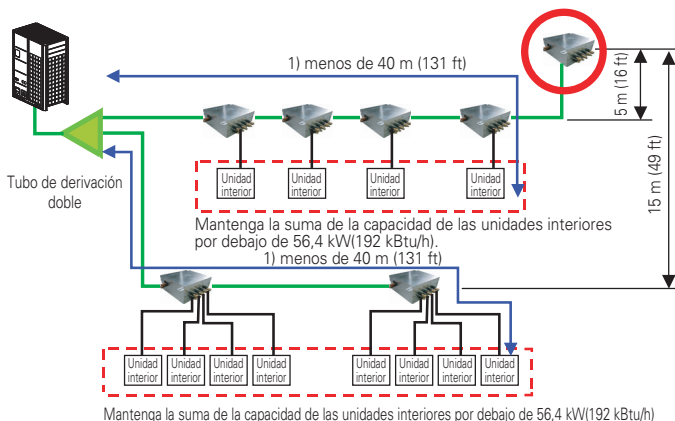 1) menos de 40 m (131 ft)
5 m (16 ft)
15 m (49 ft)
Tubo de derivación
doble
Unidad
interior
Unidad
interior
Unidad
interior
Unidad
interior
Mantenga la suma de la capacidad de las unidades interiores
por debajo de 56,4 kW(192 kBtu/h).
1) menos de 40 m (131 ft)
Unidad
interior
Unidad
interior
Unidad
interior
Unidad
interior
Unidad
interior
Unidad
interior
Unidad
interior
Unidad
interior
Mantenga la suma de la capacidad de las unidades interiores por debajo de 56,4 kW(192 kBtu/h)